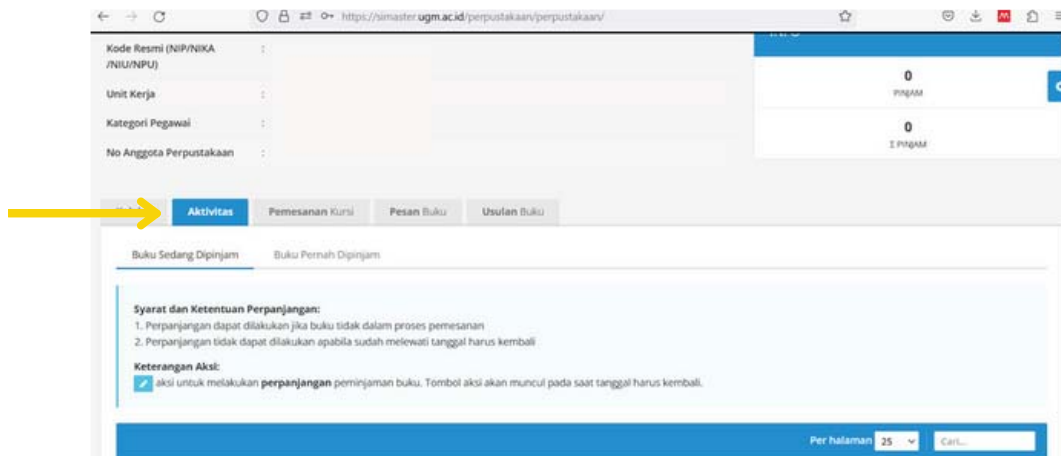 https://simaster.ugm.ac.id/perpustakaan/perpustakaan/
Kode Resmi (NIP/NIKA :
/NIU/NPU)
Unit Kerja :
Kategori Pegawai :
No Anggota Perpustakaan :
0
PINJAM
0
Σ PINJAM
Aktivitas Pemesanan Kursi Pesan Buku Usulan Buku
Buku Sedang Dipinjam Buku Pernah Dipinjam
Syarat dan Ketentuan Perpanjangan:
1. Perpanjangan dapat dilakukan jika buku tidak dalam proses pemesanan
2. Perpanjangan tidak dapat dilakukan apabila sudah melewati tanggal harus kembali
Keterangan Aksi:
aksi untuk melakukan perpanjangan peminjaman buku. Tombol aksi akan muncul pada saat tanggal harus kembali.
Per halaman 25 Cari...